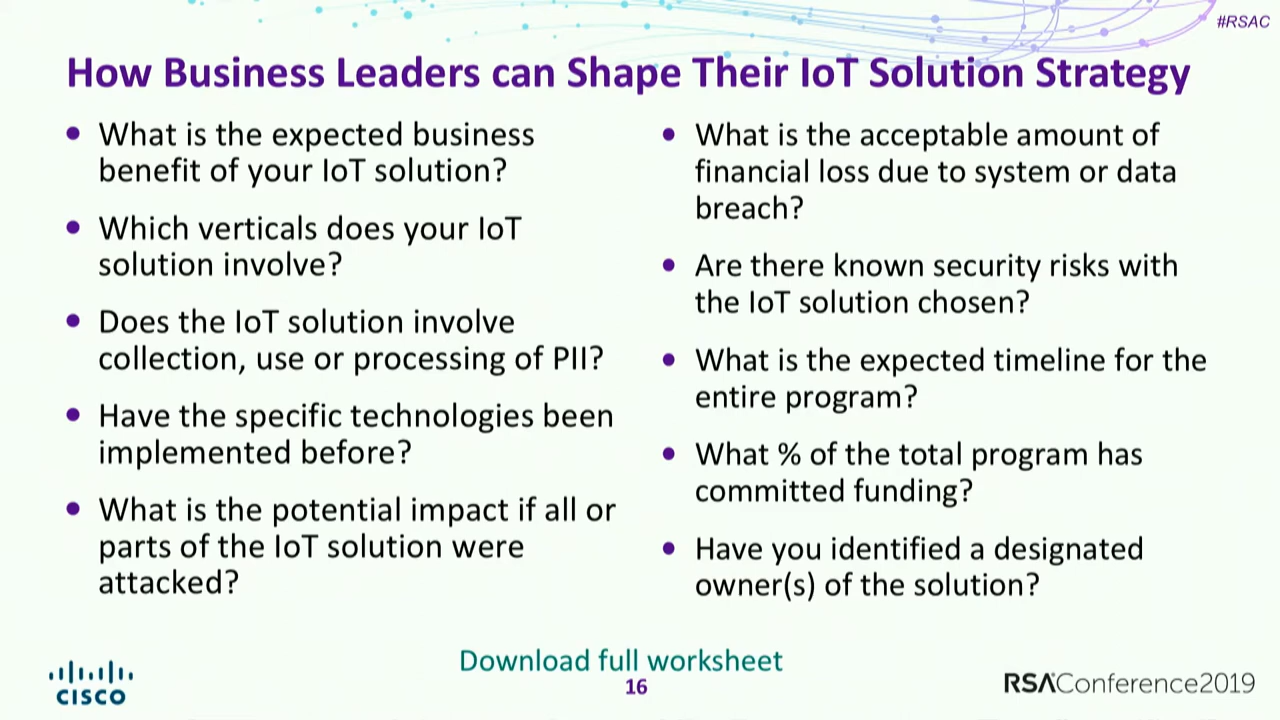 #RSAC
How Business Leaders can Shape Their IoT Solution Strategy
• What is the expected business
benefit of your IoT solution?
• Which verticals does your IoT
solution involve?
• Does the IoT solution involve
collection, use or processing of PII?
• Have the specific technologies been
implemented before?
• What is the potential impact if all or
parts of the IoT solution were
attacked?
• What is the acceptable amount of
financial loss due to system or data
breach?
• Are there known security risks with
the IoT solution chosen?
• What is the expected timeline for the
entire program?
• What % of the total program has
committed funding?
• Have you identified a designated
owner(s) of the solution?
Download full worksheet
16
CISCO
RSAConference2019